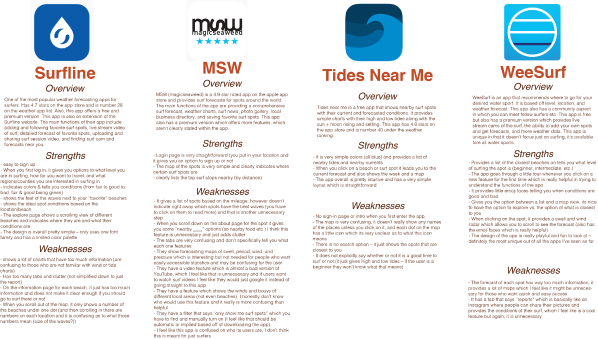 Surfline
Overview
One of the most popular weather forecasting apps for
surfers. Has 4.7 stars on the app store and is number 39
on the weather app list. Also, this app offers a free and
premium version. This app is also an extension of the
Surfline website. The main functions of their app include
adding and following surfset spots, live stream video
of surf, detailed forecast of favorite spots, uploading and
view surf session video, and finding surf cam and
forecasts near you.
Strengths
- easy to sign up
- When you first log in, it gives you options to what level you
are in surfing, how far you want to travel, and what
regions/local data you are interested in surfing in.
- indicates colors & tells you conditions (from bad to good)
- shows the feet of the waves next to your "favorite" beaches
- shows the ideal spot conditions based on the
- The explore page shows a scrolling view of different
beaches and indicates where they are and what their
conditions are
- The design is overall pretty simple – only uses one font
family and has a limited color palette
Weaknesses
- shows a lot of charts that have too much information (can
be confusing to those who are not familiar with wind or tide
charts)
- Has too many tabs and clutter (not simplified down to just
the report)
- On the information page for each beach, it just has too much
information and does not make it clear enough if you should
go to surf there or not
- When you scroll out of the map, it only shows a number of
the beaches under one dot (and then scrolling in there are
numbers on each location and it is confusing as to what those
numbers mean (size of the waves?))
msw
magicseaweed
MSW
Overview
MSW (magicseaweed) is a 4.9 star rated app on the apple app
store and provides surf forecasts for spots around the world.
The main functions of the app are providing a comprehensive
surf forecast, weather charts, surf news, photo gallery, local
business directory, and saving favorite surf spots. This app
also has a premium version which offers more features, which
aren't clearly stated within the app
Strengths
- Login page is very straightforward to put in your location and
it gives you an option to sign up or not
- The map of the spots is very simple and clearly indicates where
certain surf spots are
- clearly lists the top surf stops nearby (by distance)
Weaknesses
- It gives a list of spots based on the mileage, however doesn't
indicate right away which spots have the best waves (you have
to click on them to read more) and that is another unnecessary
step
- When you scroll down on the about page for the spot it gives
you some "nearby ____" options (ex nearby food etc.) I think this
feature is unnecessary and just adds clutter
- The tabs are very confusing and don't specifically tell you what
each one features
- They show forecasting maps of swell, period, wind, and
pressure which is interesting but not needed for people who want
easily accessible statistics and may be confusing for the user
- They have a video feature which is almost a bad version of
YouTube, which I feel like that is unnecessary and if users want
to watch surf videos I feel like they would just google it instead of
going straight to this app
- They have a feature which shows the winds and buoys of
different local areas (not even beaches). I honestly don't know
who would use this feature and it really is more confusing than
helpful
- They have a filter that says "only show me surf spots" which you
have to find and manually turn on (I feel like that should be
automatic or implied based off of downloading the app)
- I feel like this app is confused on who its users are, I don't think
this is meant for just surfers
Tides Near Me
Overview
Tides near me is a free app that shows nearby surf spots
with their current and forecasted conditions. It provides
simple charts with their high and low tides along with the
sun + moon rising and setting. This app has 4.8 stars on
the app store and is number 40 under the weather
ranking
Strengths
- It is very simple colors (all blue) and provides a lot of
nearby tides and nearby summits
- When you click on a beach or surf spot it leads you to the
current forecast and also shows the week and a map
- The app overall is pretty intuitive and has a very simple
layout which is straightforward
Weaknesses
- No sign-in page or intro when you first enter the app
- The map is very confusing, it doesn't really show any names
of the places unless you click on it, and each dot on the map
has a little icon which its very unclear as to what this icon
does
- There is no search option – it just shows the spots that are
closest to you
- It does not explicitly say whether or not it is a good time to
surf or not (it just gives high and low tides – if the user is a
beginner they won't know what that means)
WeeSurf
Overview
WeeSurf is an app that recommends where to go for your
desired water sport. It is based off level, location, and
weather forecast. This app also has a community aspect,
in which you can meet fellow surfers etc. This app is free
but also has a premium version which provides live
stream cams of the surf, the ability to add your own spots
and get forecasts, and more weather data. This app is
unique in that it doesn't focus just on surfing, it's available
tons of water sports.
Strengths
- Provides a list of the closest beaches to you plus what level
of surfing the spot is (beginner, intermediate, etc.)
- The app goes through a little tour whenever you click on a
new feature for the first time which is really helpful in trying to
understand the functions of the app
- It provides little emoji faces telling you when conditions are
good and bad
- Gives you the option between a list and a map view, its nice
to have the option to explore on the map what is closest to
you
- When clicking on the spot, it provides a swell and wind
meter which allows you to scroll to see the forecast (also has
the emoji faces which is really helpful)
- The design of the app is really playful and fun to look at –
definitely the most unique out of all the apps I've seen so far
Weaknesses
- The forecast of each spot has way too much information, it
provides a lot of maps which I feel like it might be unneces-
sary for those who want quick and easy access
- It has a tab that says "reports" which is basically like an
instagram where people can share their pictures and
provides the conditions of their surf, which I feel like is a cool
feature but again, it is unnecessary